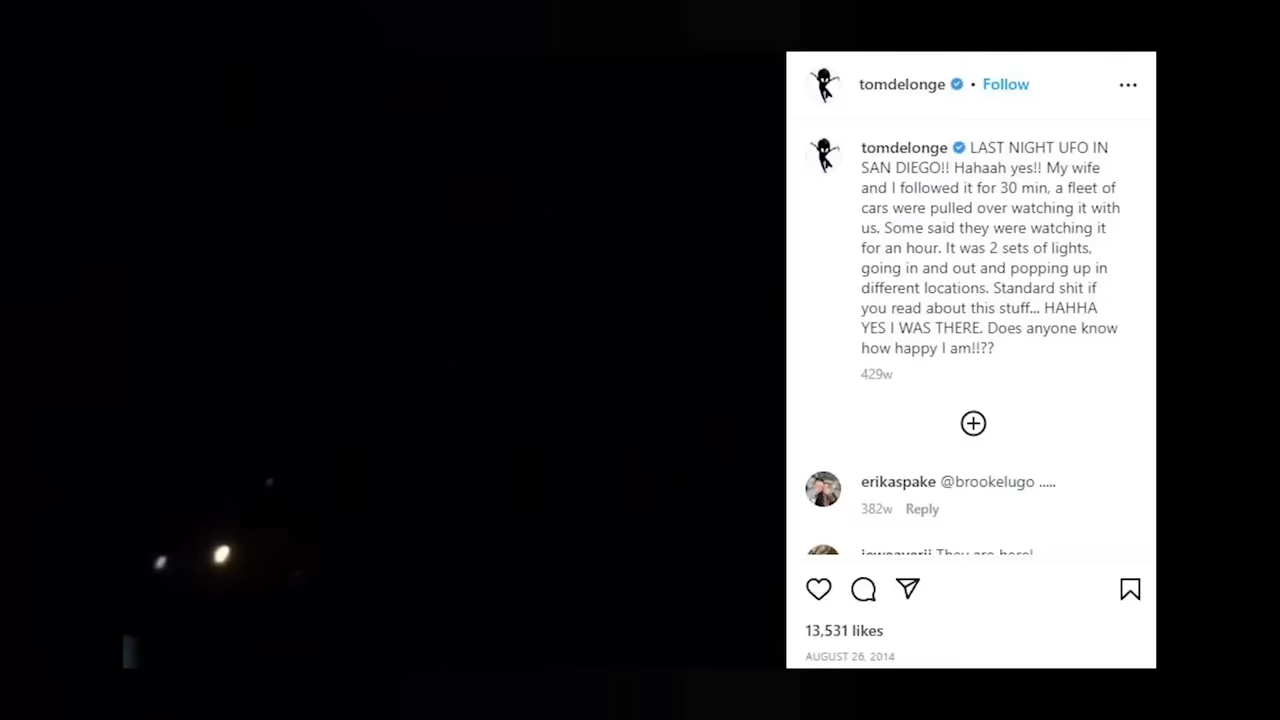 tomdelonge • Follow
tomdelonge LAST NIGHT UFO IN
SAN DIEGO!! Hahaah yes!! My wife
and I followed it for 30 min, a fleet of
cars were pulled over watching it with
us. Some said they were watching it
for an hour. It was 2 sets of lights,
going in and out and popping up in
different locations. Standard shit if
you read about this stuff... HAHHA
YES I WAS THERE. Does anyone know
how happy I am!!??
429w
erikaspake @brookelugo .....
382w Reply
They are here!
13,531 likes
AUGUST 26, 2014